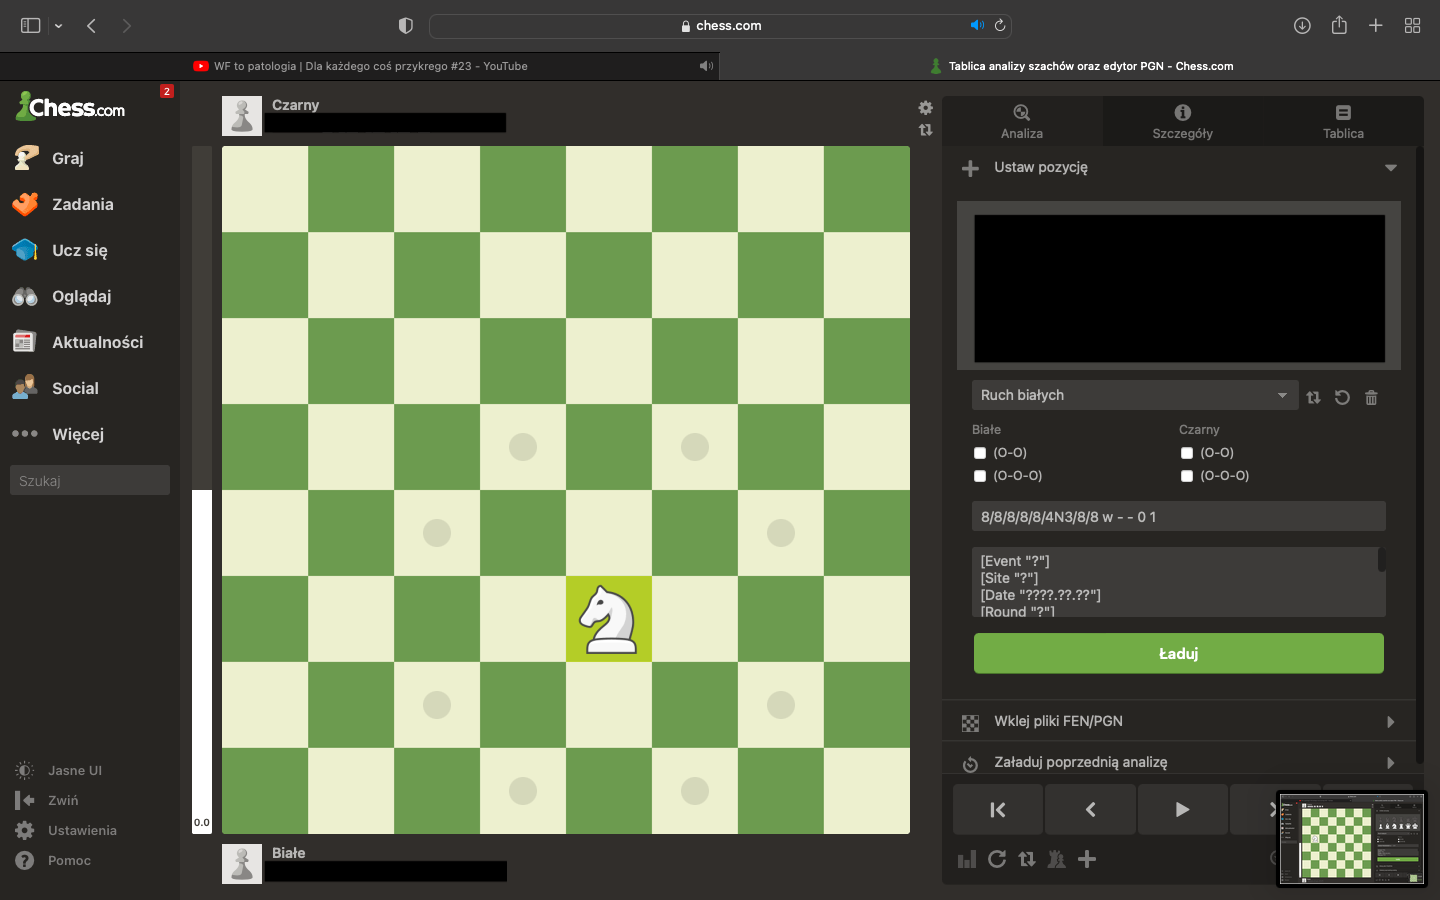 chess.com
WF to patologia | Dla każdego coś przykrego #23 - YouTube
Tablica analizy szachów oraz edytor PGN - Chess.com
Chess.com
2
Graj
Zadania
Ucz się
Oglądaj
Aktualności
Social
Więcej
Szukaj
Jasne UI
Zwiń
Ustawienia
Pomoc
Czarny
0.0
Białe
Analiza
Szczegóły
Tablica
Ustaw pozycję
Ruch białych
Białe
Czarny
(O-O)
(O-O)
(O-O-O)
(O-O-O)
8/8/8/8/8/4N3/8/8 w - - 0 1
[Event "?"]
[Site "?"]
[Date "????.??.??"]
[Round "?"]
Ładuj
Wklej pliki FEN/PGN
Załaduj poprzednią analizę